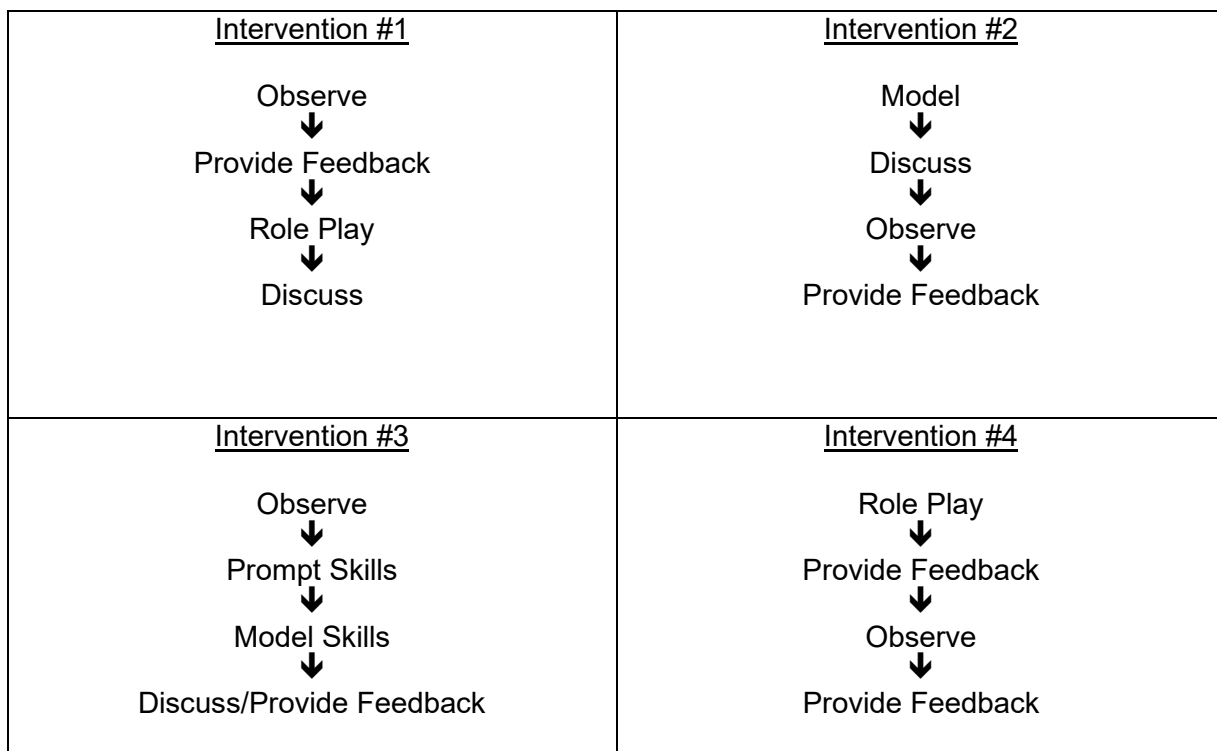 Intervention #1
Observe
Provide Feedback
Role Play
Discuss
Intervention #2
Model
Discuss
Observe
Provide Feedback
Intervention #3
Observe
Prompt Skills
Model Skills
Discuss/Provide Feedback
Intervention #4
Role Play
Provide Feedback
Observe
Provide Feedback